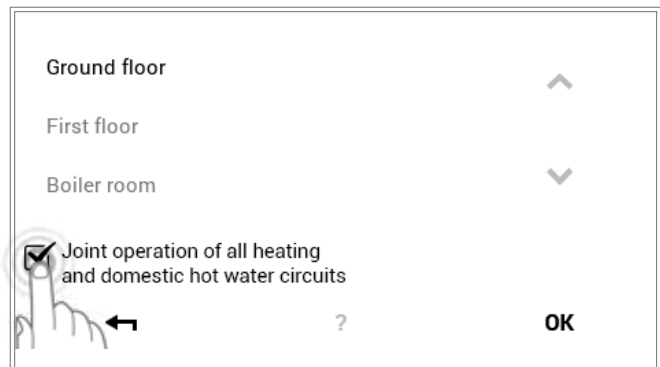 Ground floor
First floor
Boiler room
Joint operation of all heating
and domestic hot water circuits
? OK